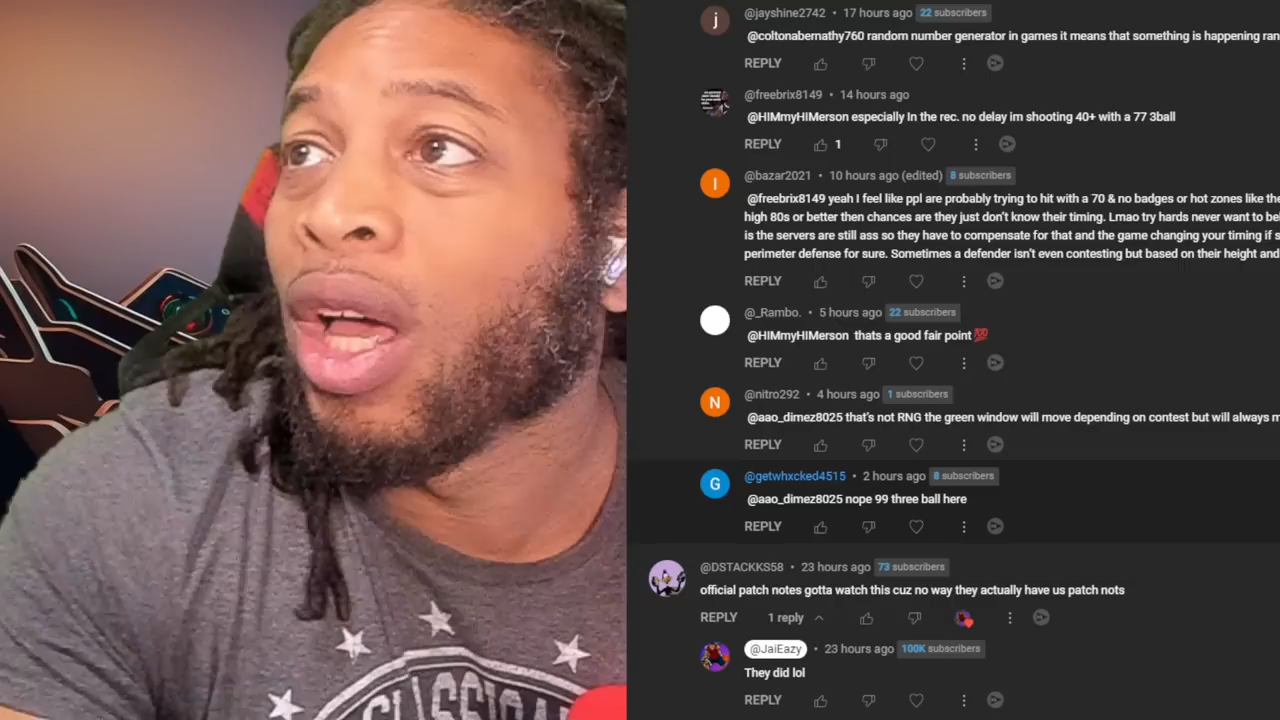 @jayshine2742 • 17 hours ago 22 subscribers
@coltonabernathy760 random number generator in games it means that something is happening ran
REPLY
@freebrix8149 • 14 hours ago
@HIMmyHIMerson especially In the rec. no delay im shooting 40+ with a 77 3ball
REPLY 1
@bazar2021 • 10 hours ago (edited) 8 subscribers
@freebrix8149 yeah I feel like ppl are probably trying to hit with a 70 & no badges or hot zones like the
high 80s or better then chances are they just don't know their timing. Lmao try hards never want to be
is the servers are still ass so they have to compensate for that and the game changing your timing if s
perimeter defense for sure. Sometimes a defender isn't even contesting but based on their height and
REPLY
@_Rambo. • 5 hours ago 22 subscribers
@HIMmyHIMerson thats a good fair point 💯
REPLY
N
@nitro292 • 4 hours ago 1 subscribers
@aao_dimez8025 that's not RNG the green window will move depending on contest but will always m
REPLY
G
@getwhxcked4515 • 2 hours ago 8 subscribers
@aao_dimez8025 nope 99 three ball here
REPLY
@DSTACKKS58 • 23 hours ago 73 subscribers
official patch notes gotta watch this cuz no way they actually have us patch nots
REPLY 1 reply
@JaiEazy • 23 hours ago 100K subscribers
They did lol
REPLY